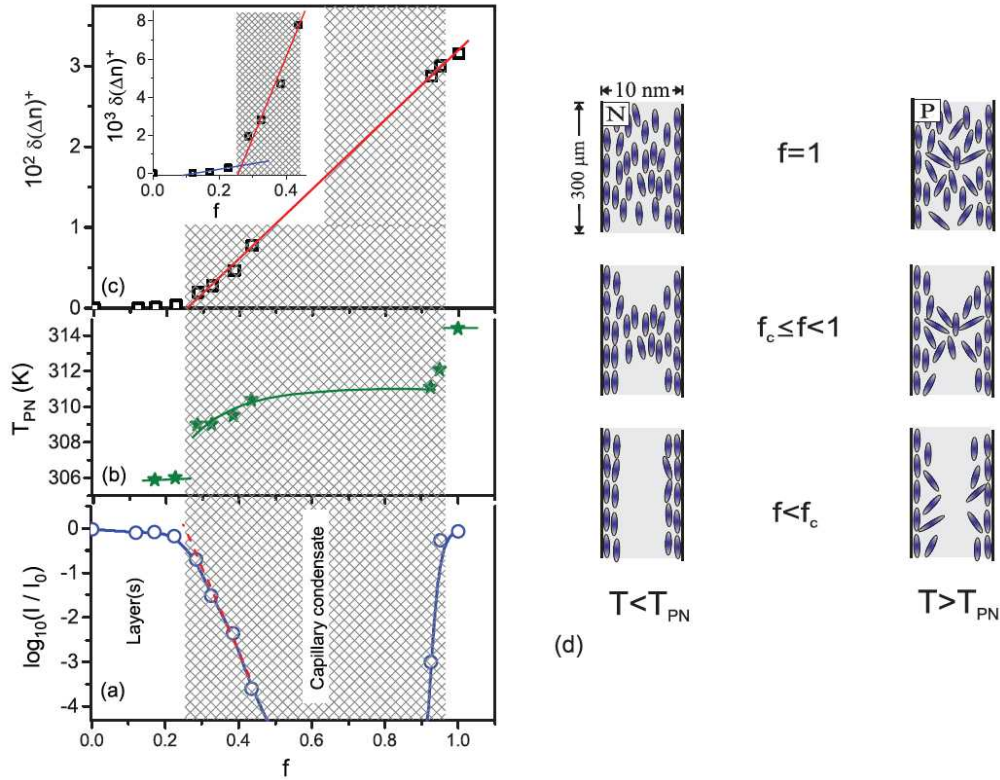 10² δ(Δn)⁺
3
2
1
0
(c)
10³ δ(Δn)⁺
8
6
4
2
0
0.0
0.2
0.4
f
T_PN (K)
314
312
310
308
306
(b)
log₁₀(I / I₀)
0
-1
-2
-3
-4
Layer(s)
Capillary condensate
(a)
0.0 0.2 0.4 0.6 0.8 1.0
f
10 nm
300 μm
N
f=1
P
f_c≤f<1
f<f_c
T<T_PN
T>T_PN
(d)